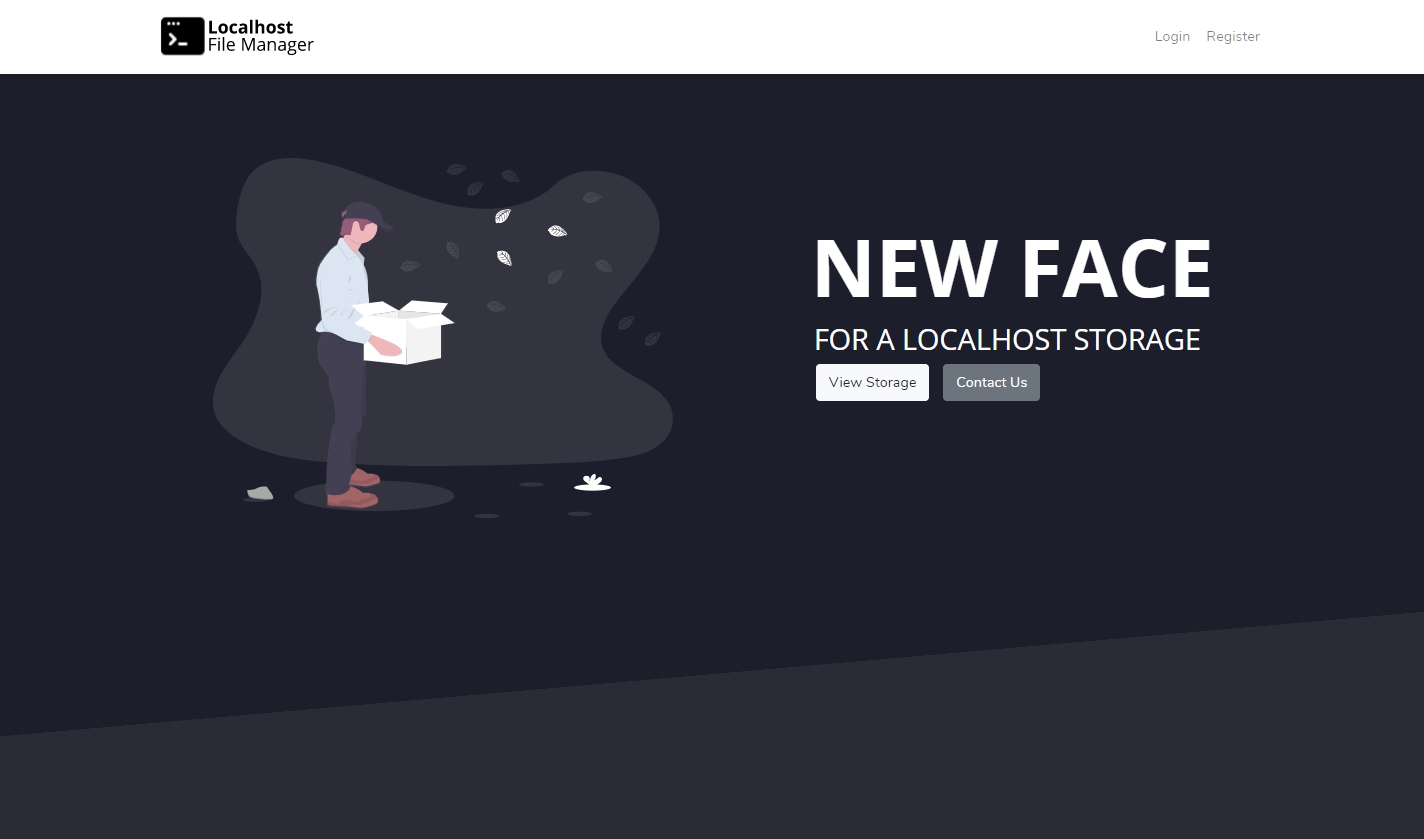 Localhost
File Manager
Login
Register
NEW FACE
FOR A LOCALHOST STORAGE
View Storage
Contact Us